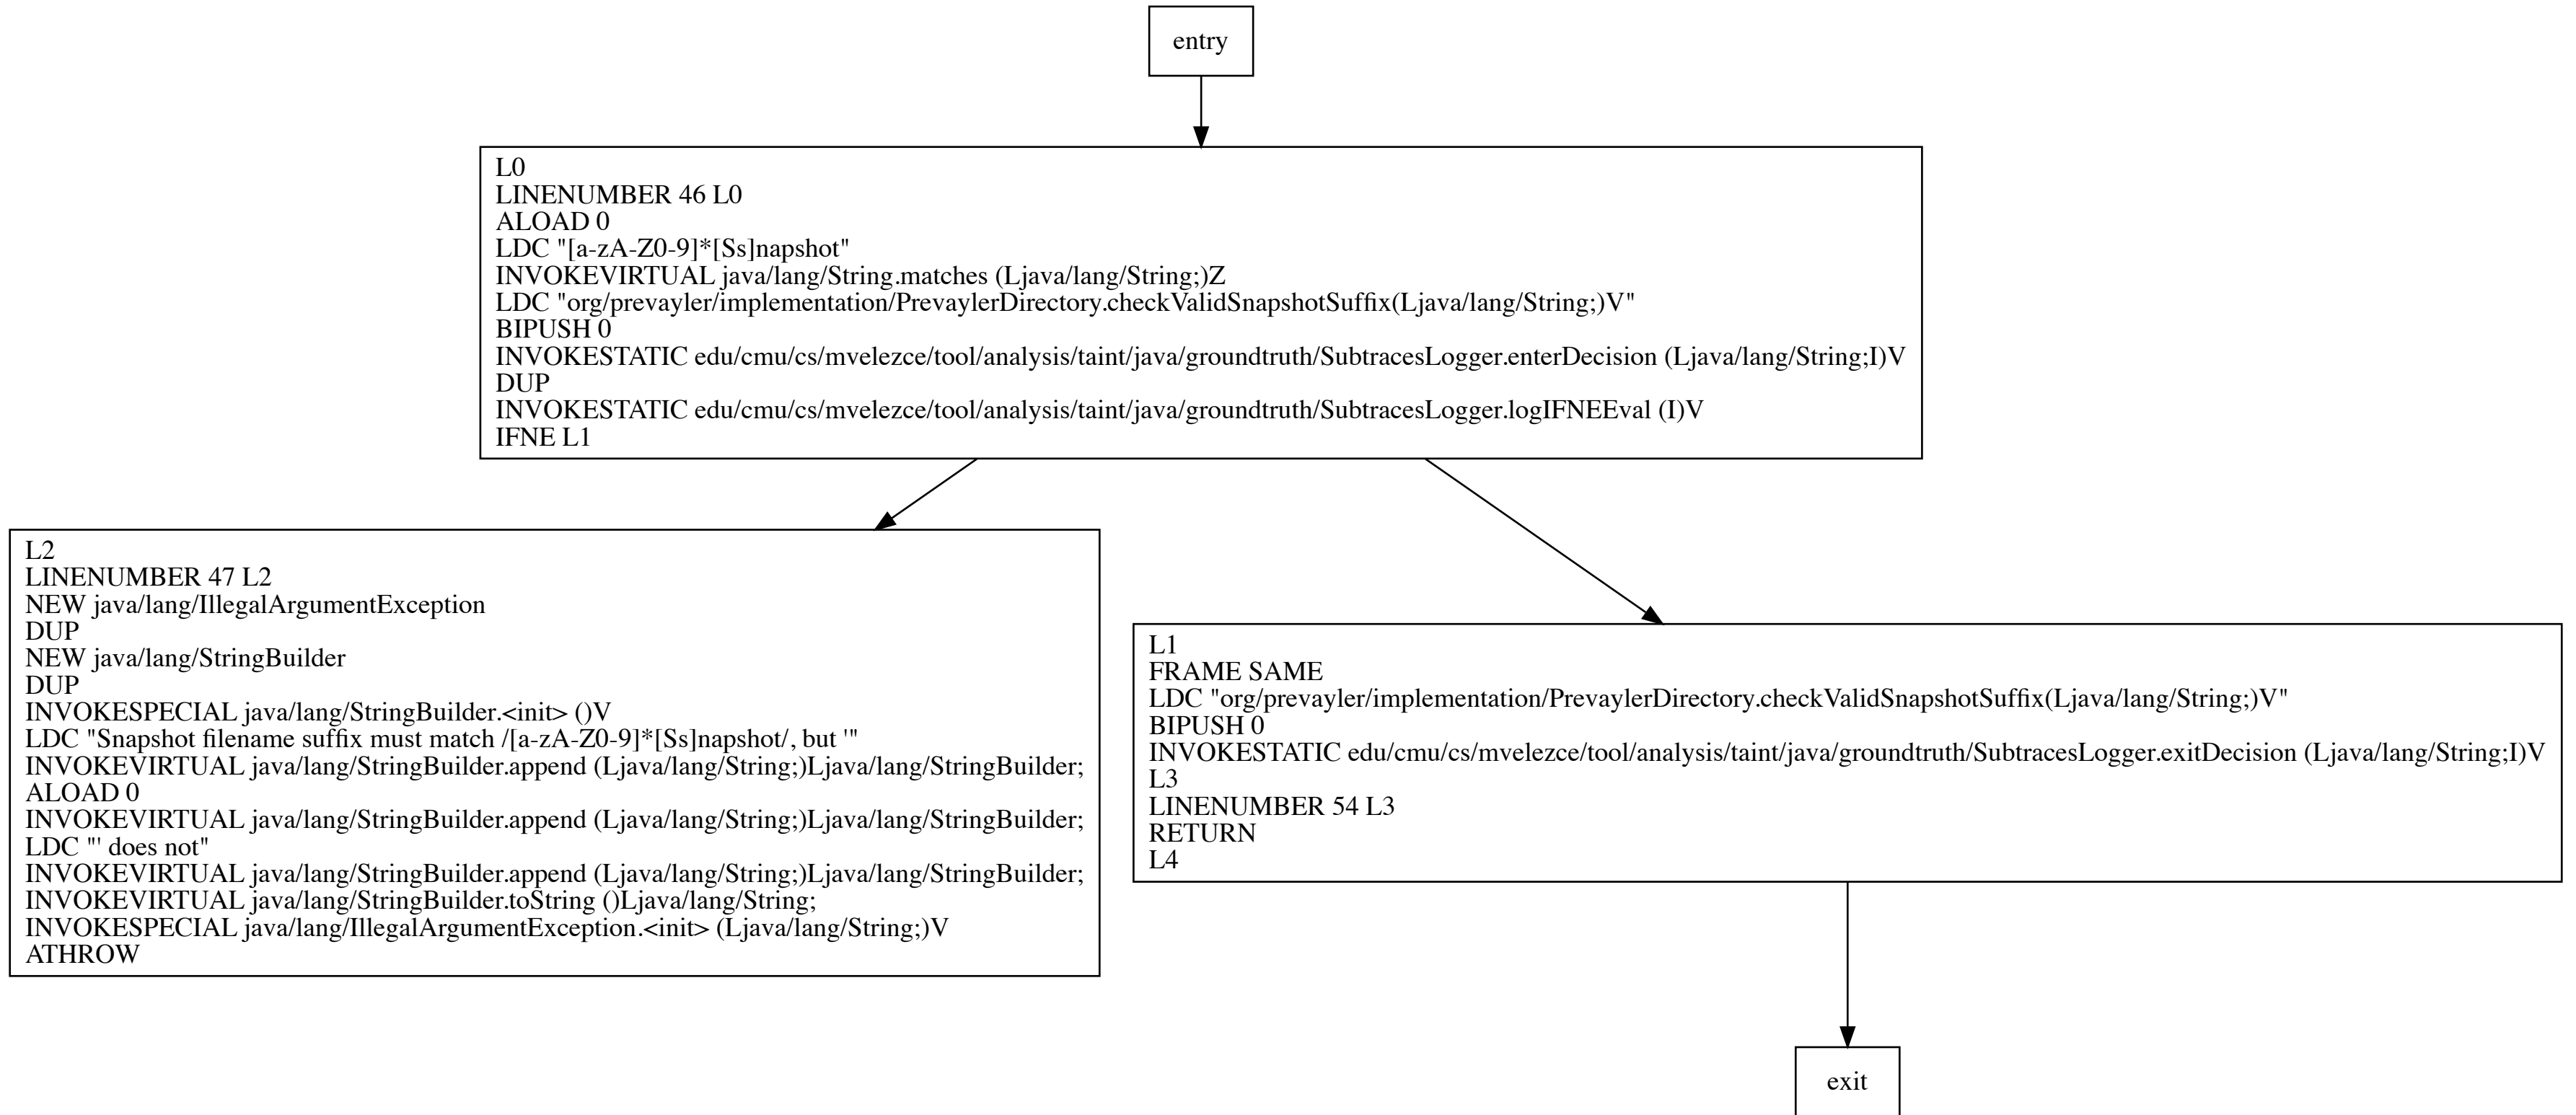 entry
L0
LINENUMBER 46 L0
ALOAD 0
LDC "[a-zA-Z0-9]*[Ss]napshot"
INVOKEVIRTUAL java/lang/String.matches (Ljava/lang/String;)Z
LDC "org/prevayler/implementation/PrevaylerDirectory.checkValidSnapshotSuffix(Ljava/lang/String;)V"
BIPUSH 0
INVOKESTATIC edu/cmu/cs/mvelezce/tool/analysis/taint/java/groundtruth/SubtracesLogger.enterDecision (Ljava/lang/String;I)V
DUP
INVOKESTATIC edu/cmu/cs/mvelezce/tool/analysis/taint/java/groundtruth/SubtracesLogger.logIFNEEval (I)V
IFNE L1
L2
LINENUMBER 47 L2
NEW java/lang/IllegalArgumentException
DUP
NEW java/lang/StringBuilder
DUP
INVOKESPECIAL java/lang/StringBuilder.<init> ()V
LDC "Snapshot filename suffix must match /[a-zA-Z0-9]*[Ss]napshot/, but '"
INVOKEVIRTUAL java/lang/StringBuilder.append (Ljava/lang/String;)Ljava/lang/StringBuilder;
ALOAD 0
INVOKEVIRTUAL java/lang/StringBuilder.append (Ljava/lang/String;)Ljava/lang/StringBuilder;
LDC "' does not"
INVOKEVIRTUAL java/lang/StringBuilder.append (Ljava/lang/String;)Ljava/lang/StringBuilder;
INVOKEVIRTUAL java/lang/StringBuilder.toString ()Ljava/lang/String;
INVOKESPECIAL java/lang/IllegalArgumentException.<init> (Ljava/lang/String;)V
ATHROW
L1
FRAME SAME
LDC "org/prevayler/implementation/PrevaylerDirectory.checkValidSnapshotSuffix(Ljava/lang/String;)V"
BIPUSH 0
INVOKESTATIC edu/cmu/cs/mvelezce/tool/analysis/taint/java/groundtruth/SubtracesLogger.exitDecision (Ljava/lang/String;I)V
L3
LINENUMBER 54 L3
RETURN
L4
exit